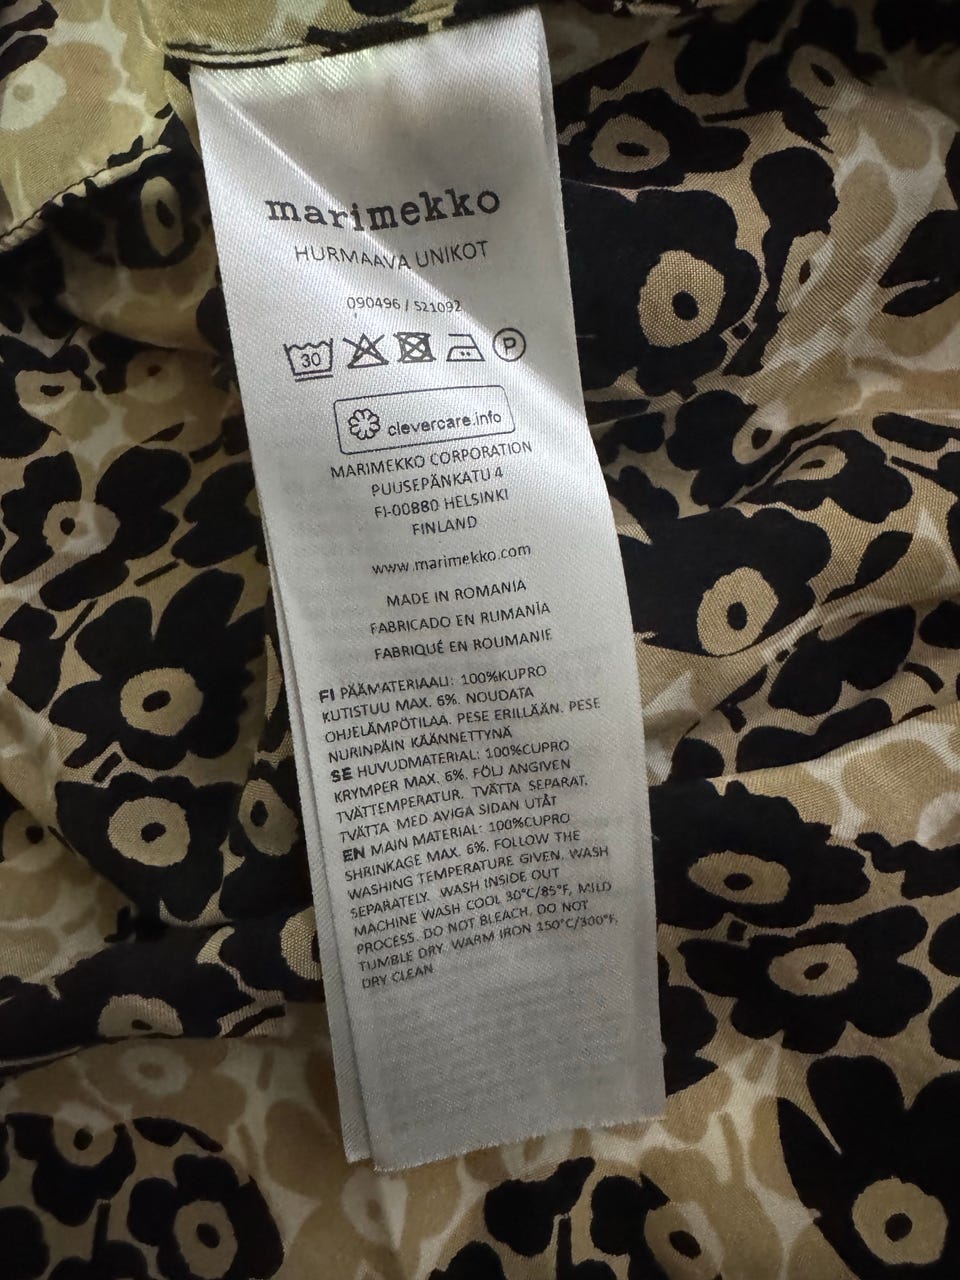 marimekko
HURMAAVA UNIKOT
090496 / 521092
30
P
clevercare.info
MARIMEKKO CORPORATION
PUUSEPÄNKATU 4
FI-00880 HELSINKI
FINLAND
www.marimekko.com
MADE IN ROMANIA
FABRICADO EN RUMANÍA
FABRIQUÉ EN ROUMANIE
FI PÄÄMATERIAALI: 100%KUPRO
KUTISTUU MAX. 6%. NOUDATA
OHJELÄMPÖTILAA. PESE ERILLÄÄN. PESE
NURINPÄIN KÄÄNNETTYNÄ
SE HUVUDMATERIAL: 100%CUPRO
KRYMPER MAX. 6%. FÖLJ ANGIVEN
TVÄTTEMPERATUR. TVÄTTA SEPARAT.
TVÄTTA MED AVIGA SIDAN UTÅT
EN MAIN MATERIAL: 100%CUPRO
SHRINKAGE MAX. 6%. FOLLOW THE
WASHING TEMPERATURE GIVEN. WASH
SEPARATELY. WASH INSIDE OUT
MACHINE WASH COOL 30°C/85°F, MILD
PROCESS. DO NOT BLEACH. DO NOT
TUMBLE DRY. WARM IRON 150°C/300°F.
DRY CLEAN